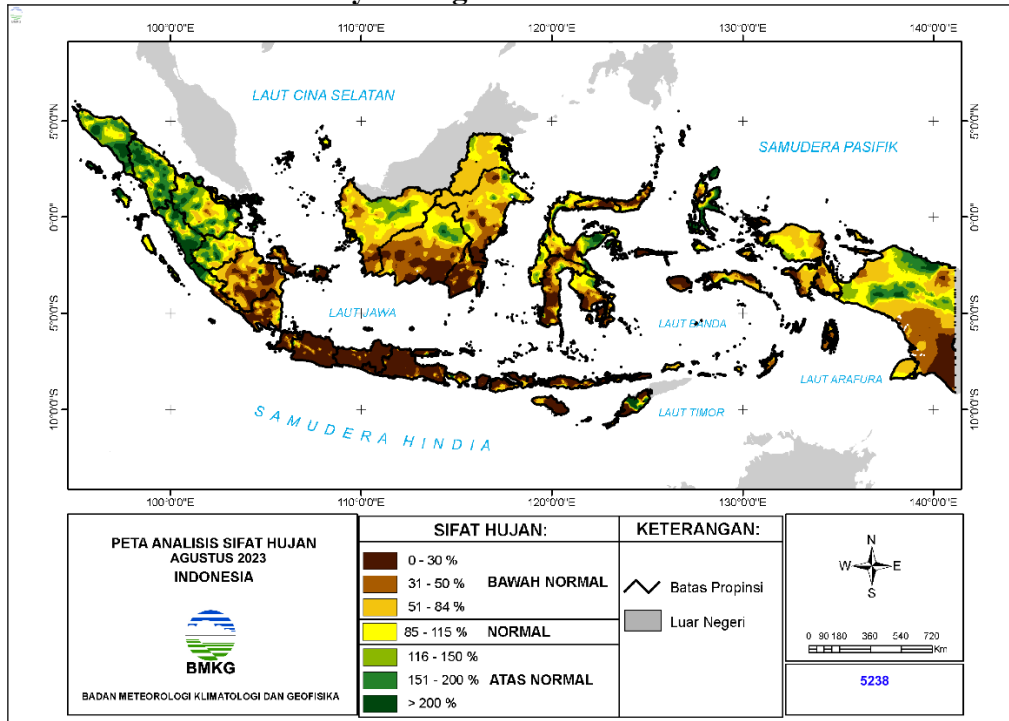 BMKG
100°0'0"E 110°0'0"E 120°0'0"E 130°0'0"E 140°0'0"E
5°0'0"N 5°0'0"N
0°0'0" 0°0'0"
5°0'0"S 5°0'0"S
10°0'0"S 10°0'0"S
LAUT CINA SELATAN
SAMUDERA PASIFIK
LAUT JAWA
LAUT BANDA
LAUT ARAFURA
LAUT TIMOR
SAMUDERA HINDIA
100°0'0"E 110°0'0"E 120°0'0"E 130°0'0"E 140°0'0"E
PETA ANALISIS SIFAT HUJAN
AGUSTUS 2023
INDONESIA
BMKG
BADAN METEOROLOGI KLIMATOLOGI DAN GEOFISIKA
SIFAT HUJAN:
0 - 30 %
31 - 50 % BAWAH NORMAL
51 - 84 %
85 - 115 % NORMAL
116 - 150 %
151 - 200 % ATAS NORMAL
> 200 %
KETERANGAN:
Batas Propinsi
Luar Negeri
N
W E
S
0 90 180 360 540 720
Km
5238